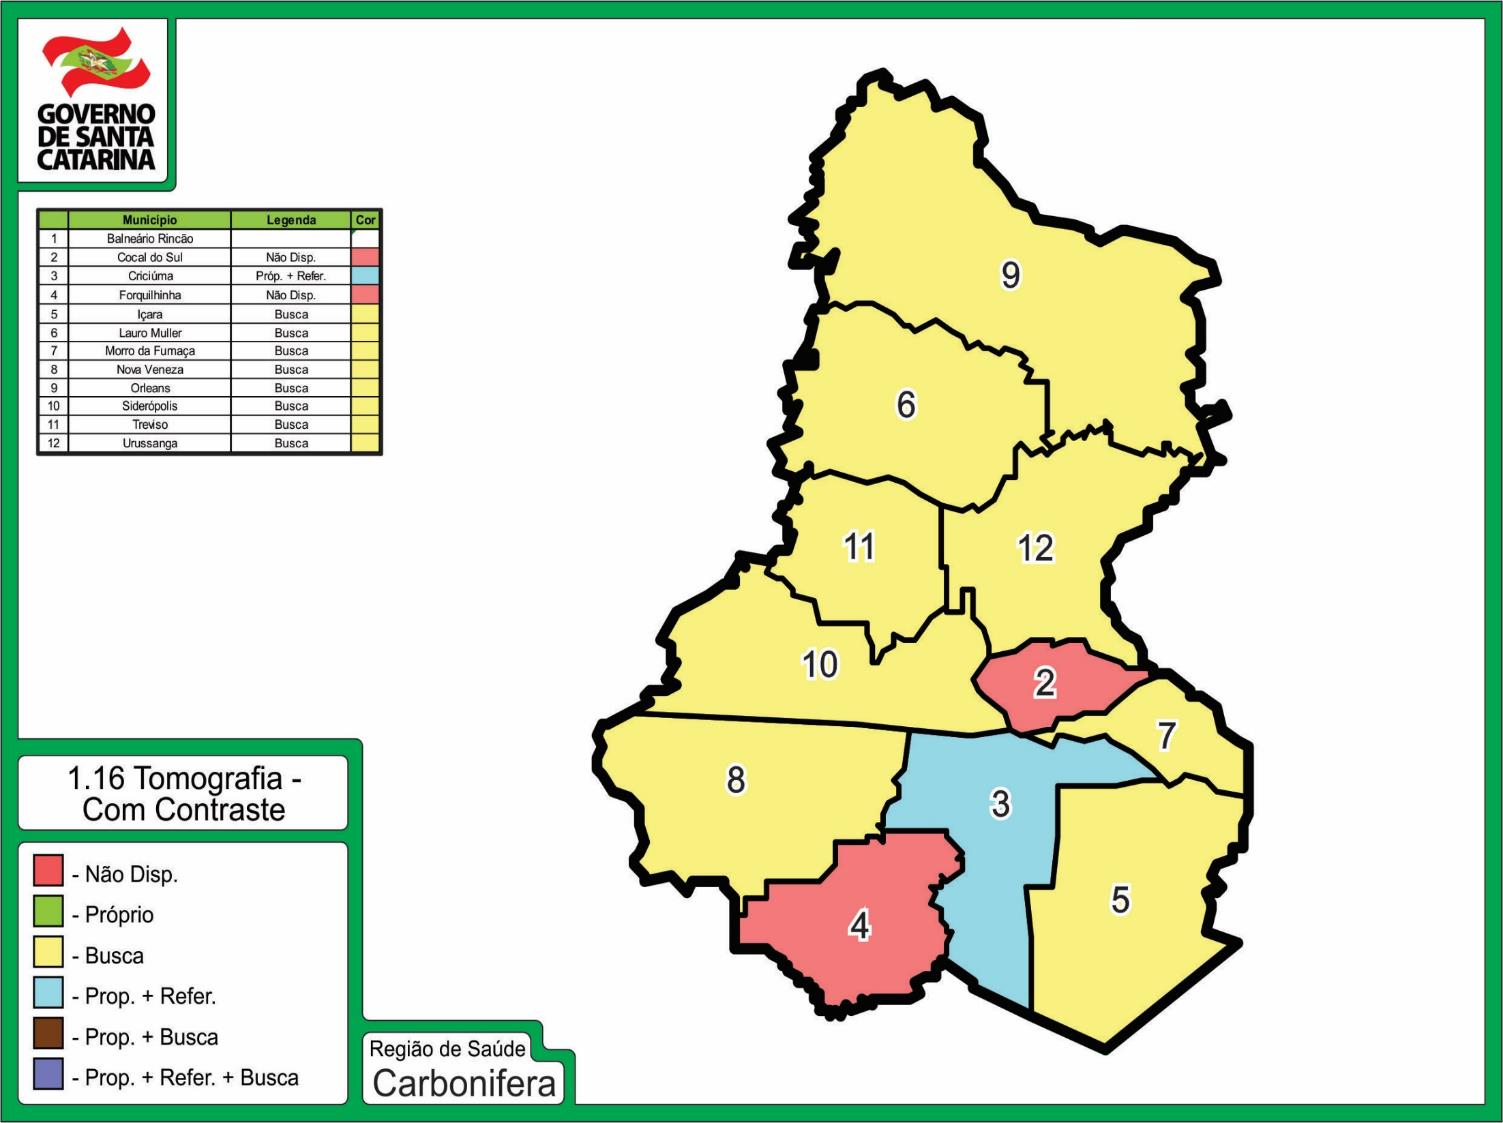 GOVERNO
DE SANTA
CATARINA
Município Legenda Cor
1 Balneário Rincão
2 Cocal do Sul Não Disp.
3 Criciúma Próp. + Refer.
4 Forquilhinha Não Disp.
5 Içara Busca
6 Lauro Muller Busca
7 Morro da Fumaça Busca
8 Nova Veneza Busca
9 Orleans Busca
10 Siderópolis Busca
11 Treviso Busca
12 Urussanga Busca
9
6
11
12
10
2
7
8
3
5
4
1.16 Tomografia -
Com Contraste
- Não Disp.
- Próprio
- Busca
- Prop. + Refer.
- Prop. + Busca
- Prop. + Refer. + Busca
Região de Saúde
Carbonifera